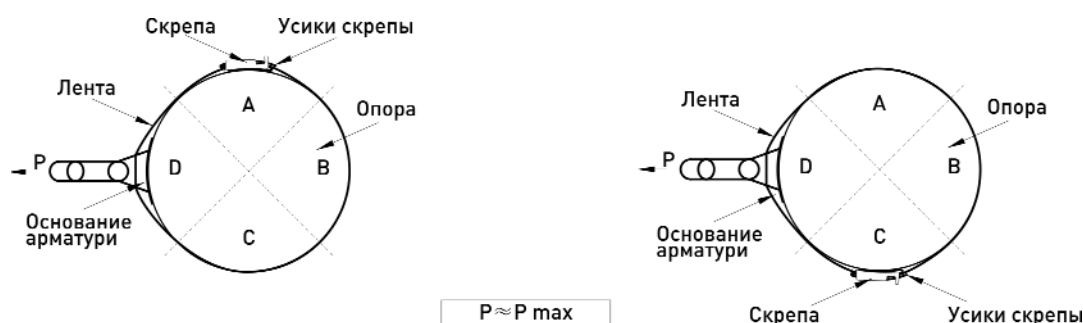 Скрепа
Усики скрепы
Лента
A
Опора
P
D
B
Основание
арматури
C
P≈P max
A
Лента
Опора
P
D
B
Основание
арматури
C
Скрепа
Усики скрепы